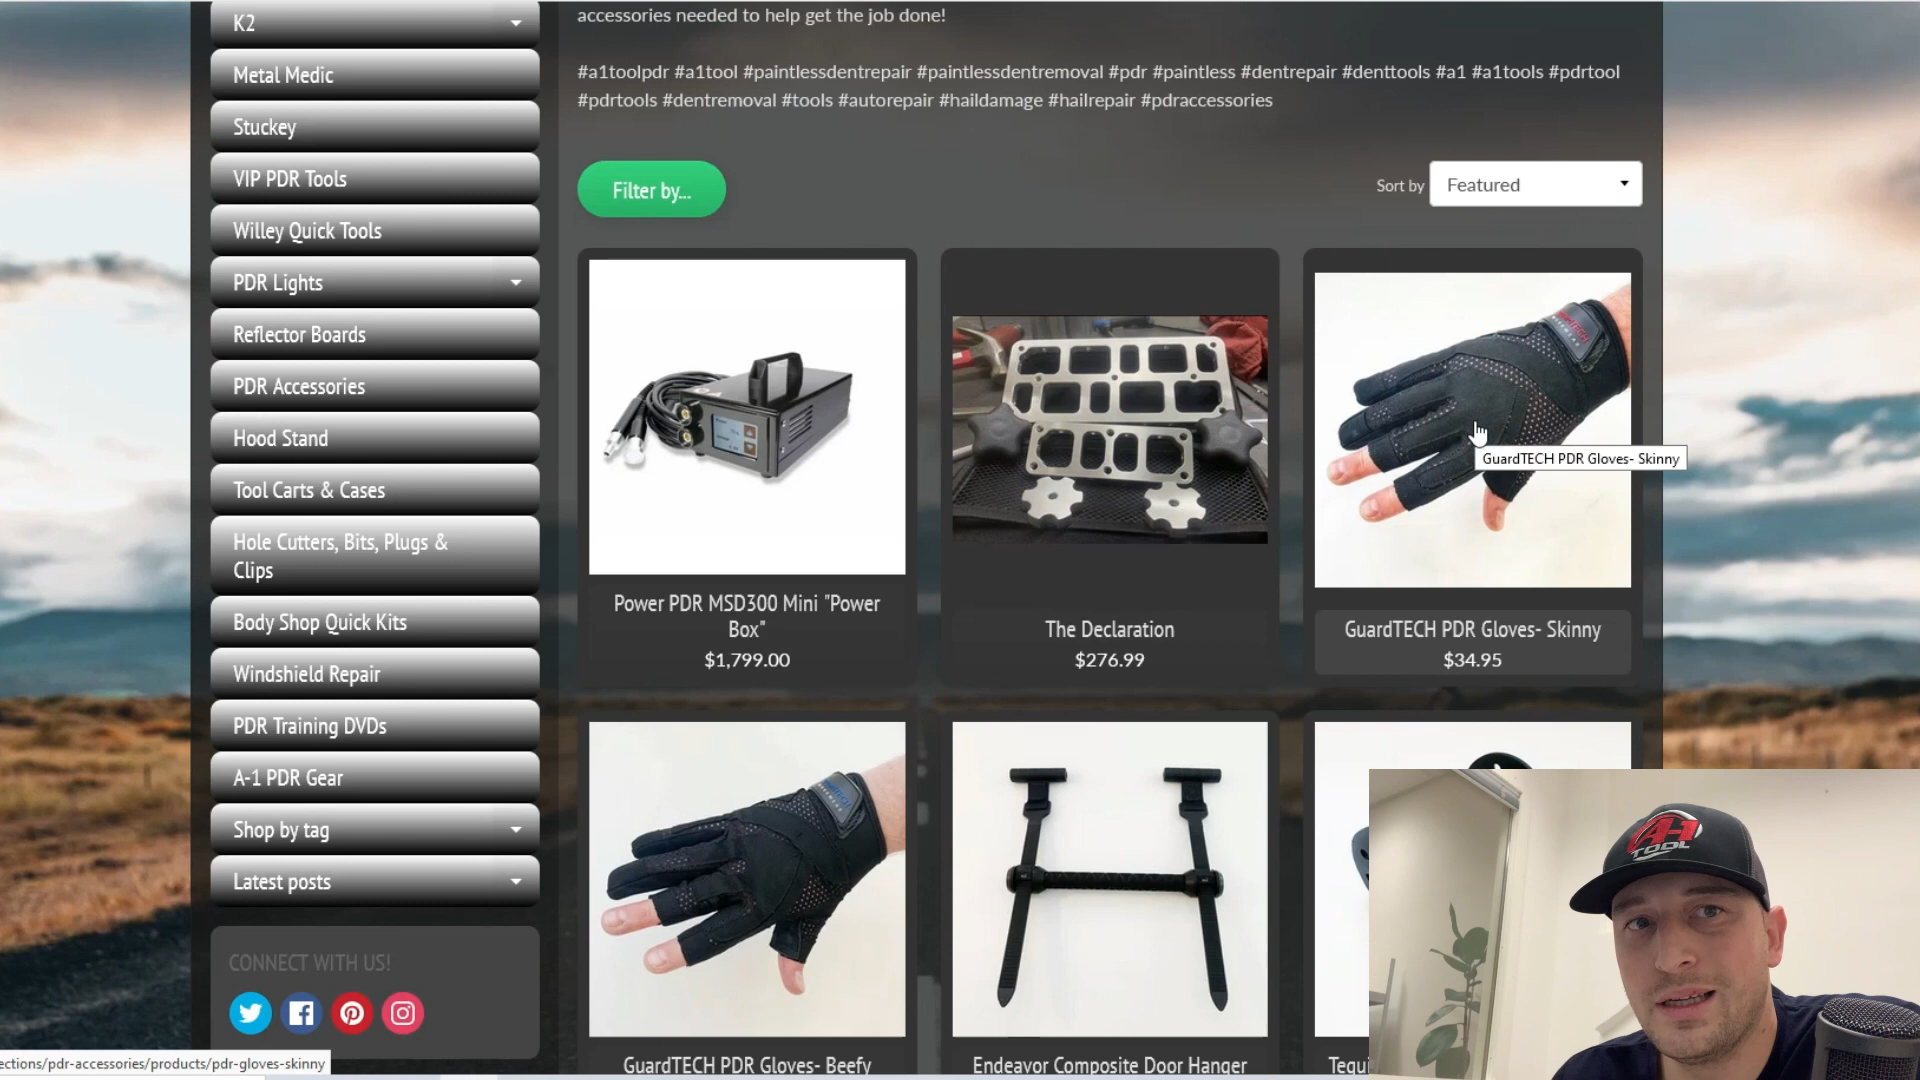 K2
Metal Medic
Stuckey
VIP PDR Tools
Willey Quick Tools
PDR Lights
Reflector Boards
PDR Accessories
Hood Stand
Tool Carts & Cases
Hole Cutters, Bits, Plugs &
Clips
Body Shop Quick Kits
Windshield Repair
PDR Training DVDs
A-1 PDR Gear
Shop by tag
Latest posts
CONNECT WITH US!
accessories needed to help get the job done!
#a1toolpdr #a1tool #paintlessdentrepair #paintlessdentremoval #pdr #paintless #dentrepair #denttools #a1 #a1tools #pdrtool
#pdrtools #dentremoval #tools #autorepair #haildamage #hailrepair #pdraccessories
Filter by...
Sort by
Featured
Power PDR MSD300 Mini "Power
Box"
$1,799.00
The Declaration
$276.99
GuardTECH PDR Gloves- Skinny
GuardTECH PDR Gloves- Skinny
$34.95
GuardTECH PDR Gloves- Beefy
Endeavor Composite Door Hanger
Tequi
A-1
TOOL
ections/pdr-accessories/products/pdr-gloves-skinny